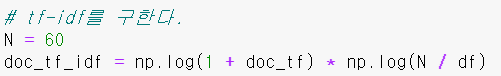 # tf-idf를 구한다.
N = 60
doc_tf_idf = np.log(1 + doc_tf) * np.log(N / df)